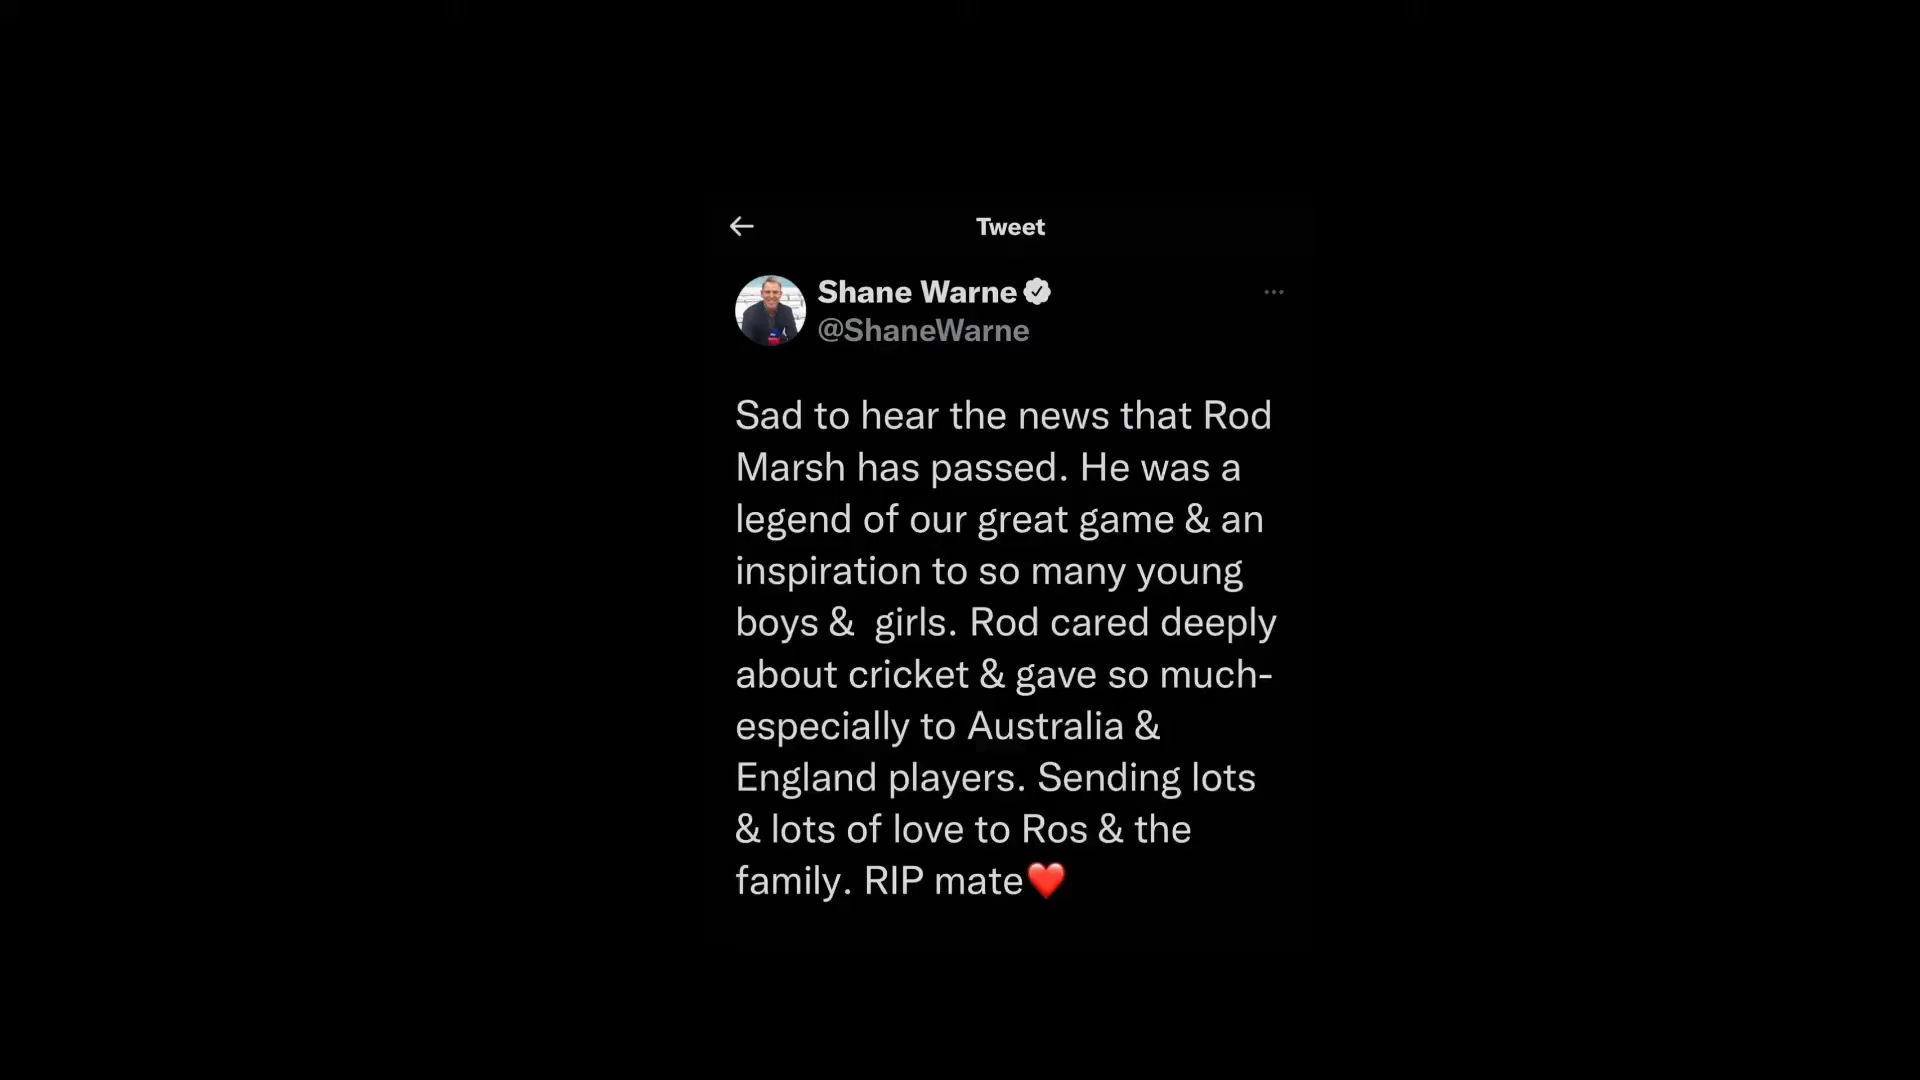 Tweet
Shane Warne
@ShaneWarne
Sad to hear the news that Rod
Marsh has passed. He was a
legend of our great game & an
inspiration to so many young
boys &  girls. Rod cared deeply
about cricket & gave so much-
especially to Australia &
England players. Sending lots
& lots of love to Ros & the
family. RIP mate❤️